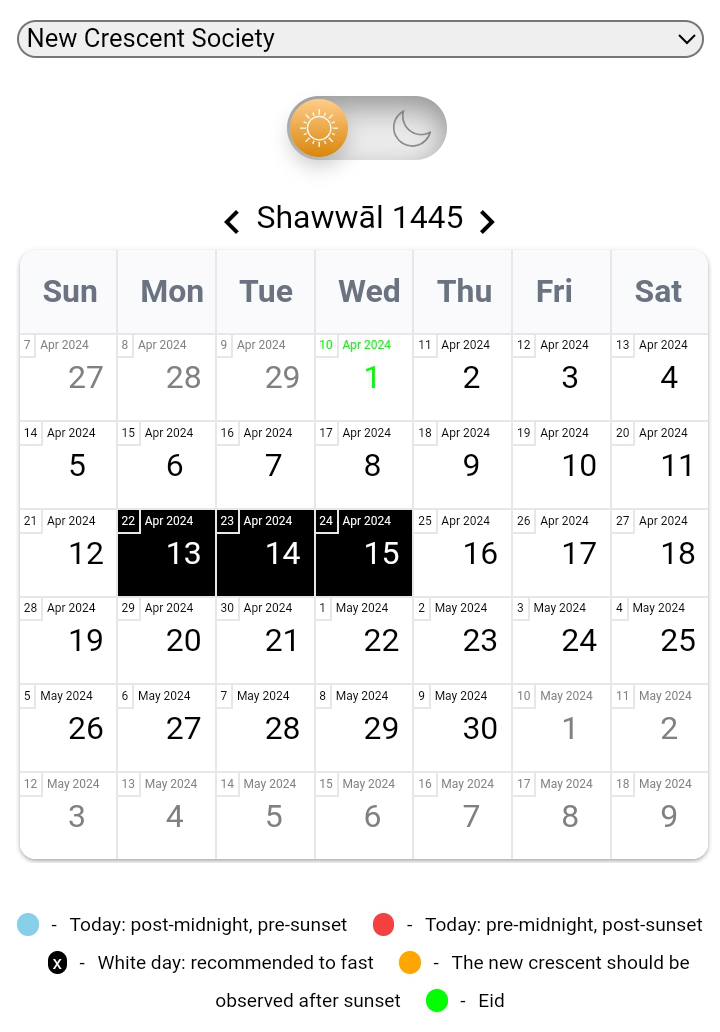 New Crescent Society
Shawwāl 1445
Sun Mon Tue Wed Thu Fri Sat
7 Apr 2024 8 Apr 2024 9 Apr 2024 10 Apr 2024 11 Apr 2024 12 Apr 2024 13 Apr 2024
27 28 29 1 2 3 4
14 Apr 2024 15 Apr 2024 16 Apr 2024 17 Apr 2024 18 Apr 2024 19 Apr 2024 20 Apr 2024
5 6 7 8 9 10 11
21 Apr 2024 22 Apr 2024 23 Apr 2024 24 Apr 2024 25 Apr 2024 26 Apr 2024 27 Apr 2024
12 13 14 15 16 17 18
28 Apr 2024 29 Apr 2024 30 Apr 2024 1 May 2024 2 May 2024 3 May 2024 4 May 2024
19 20 21 22 23 24 25
5 May 2024 6 May 2024 7 May 2024 8 May 2024 9 May 2024 10 May 2024 11 May 2024
26 27 28 29 30 1 2
12 May 2024 13 May 2024 14 May 2024 15 May 2024 16 May 2024 17 May 2024 18 May 2024
3 4 5 6 7 8 9
- Today: post-midnight, pre-sunset - Today: pre-midnight, post-sunset
x - White day: recommended to fast - The new crescent should be
observed after sunset - Eid